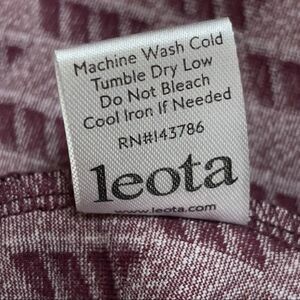 Machine Wash Cold
Tumble Dry Low
Do Not Bleach
Cool Iron If Needed
RN#143786
leota
www.leota.com